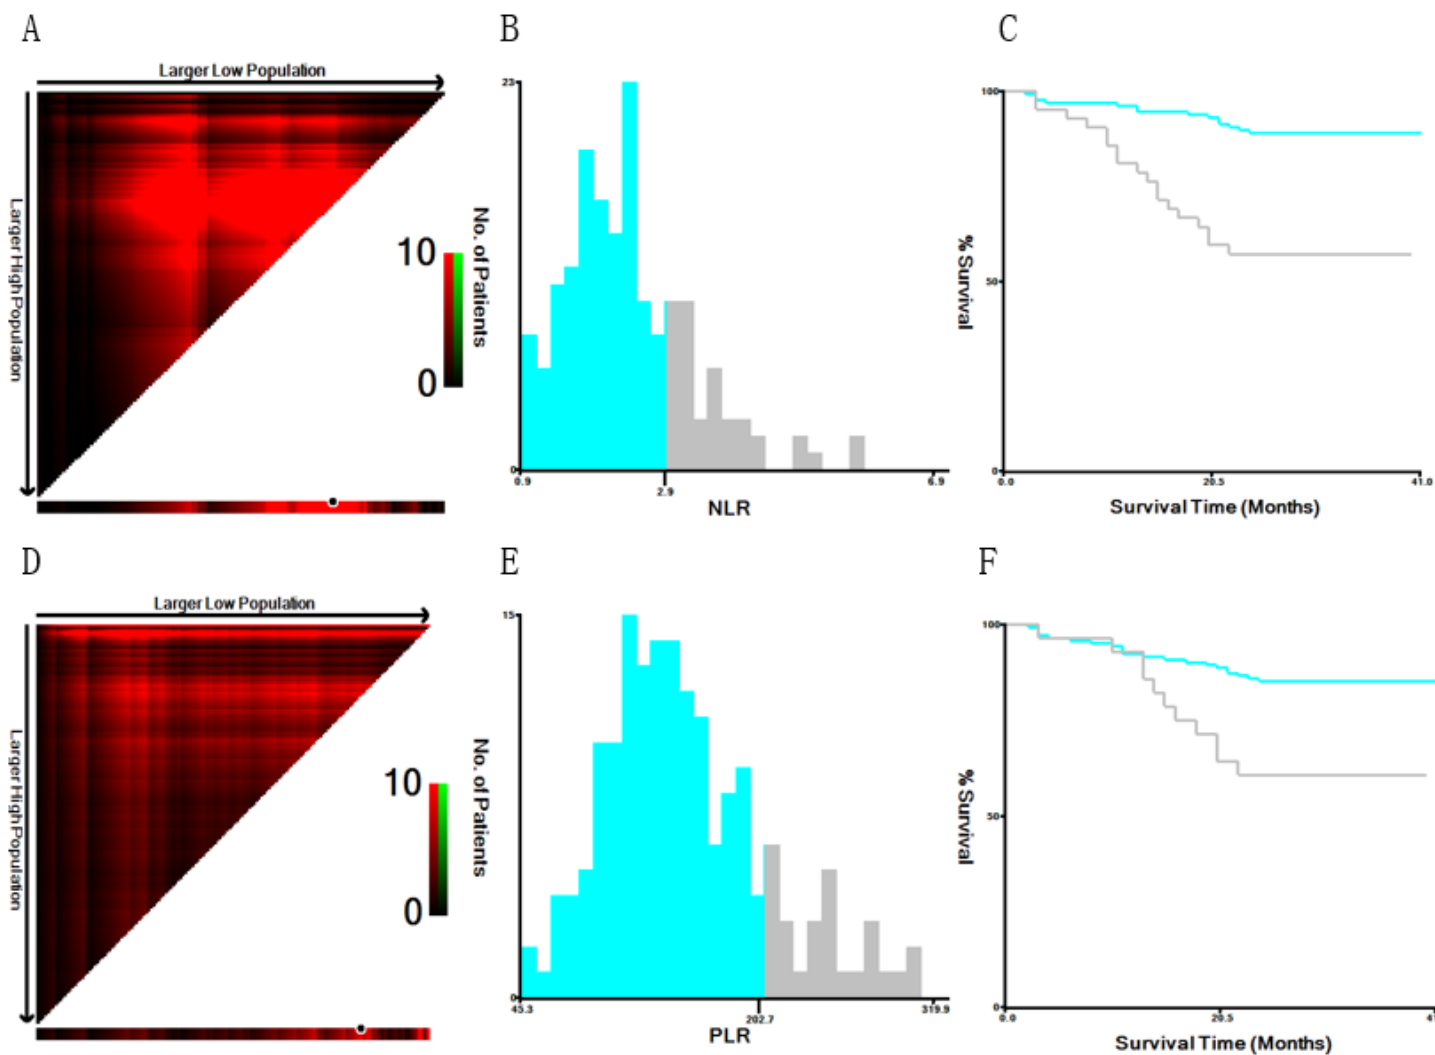 A
B
C
Larger Low Population
Larger High Population
10
0
No. of Patients
23
0
0.9
2.9
6.9
NLR
% Survival
100
50
0
0.0
20.5
41.0
Survival Time (Months)
D
E
F
Larger Low Population
Larger High Population
10
0
No. of Patients
15
0
45.3
202.7
319.9
PLR
% Survival
100
50
0
0.0
20.5
Survival Time (Months)